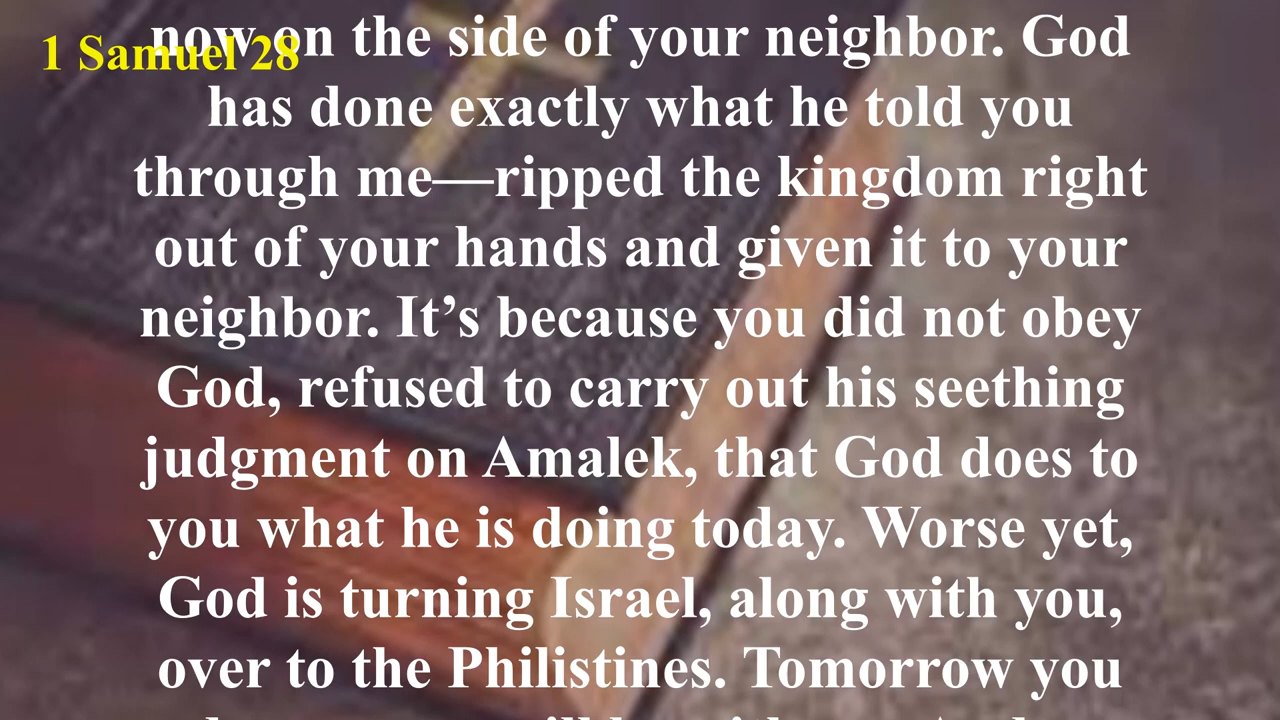 1 Samuel 28
now on the side of your neighbor. God
has done exactly what he told you
through me—ripped the kingdom right
out of your hands and given it to your
neighbor. It’s because you did not obey
God, refused to carry out his seething
judgment on Amalek, that God does to
you what he is doing today. Worse yet,
God is turning Israel, along with you,
over to the Philistines. Tomorrow you